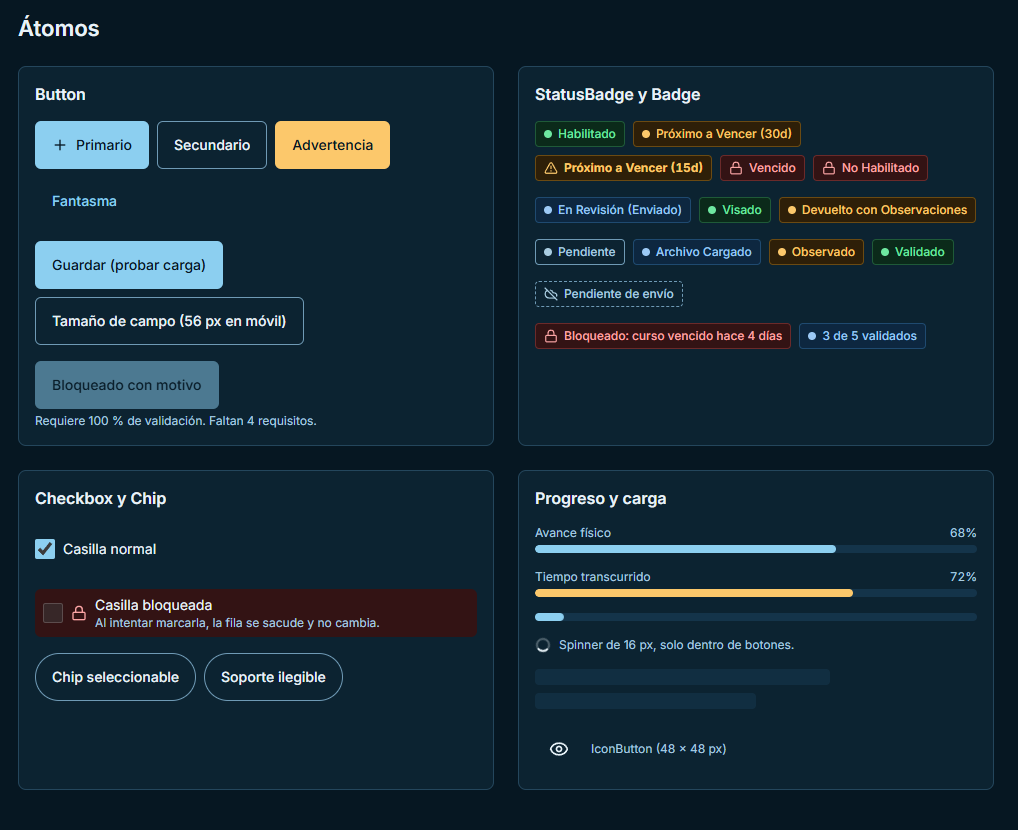 Átomos
Button
Primario
Secundario
Advertencia
Fantasma
Guardar (probar carga)
Tamaño de campo (56 px en móvil)
Bloqueado con motivo
Requiere 100 % de validación. Faltan 4 requisitos.
StatusBadge y Badge
Habilitado
Próximo a Vencer (30d)
Próximo a Vencer (15d)
Vencido
No Habilitado
En Revisión (Enviado)
Visado
Devuelto con Observaciones
Pendiente
Archivo Cargado
Observado
Validado
Pendiente de envío
Bloqueado: curso vencido hace 4 días
3 de 5 validados
Checkbox y Chip
Casilla normal
Casilla bloqueada
Al intentar marcarla, la fila se sacude y no cambia.
Chip seleccionable
Soporte ilegible
Progreso y carga
Avance físico 68%
Tiempo transcurrido 72%
Spinner de 16 px, solo dentro de botones.
IconButton (48 × 48 px)